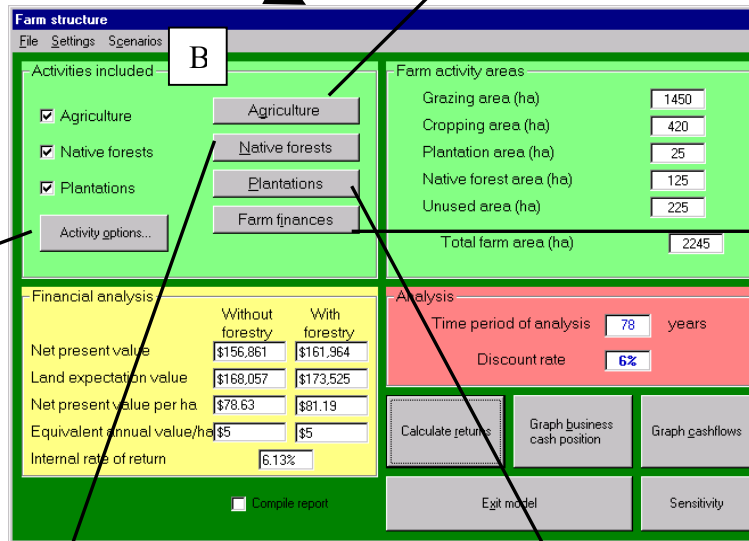 Farm structure
File Settings Scenarios
B
Activities included
Agriculture
Native forests
Plantations
Activity options...
Agriculture
Native forests
Plantations
Farm finances
Farm activity areas
Grazing area (ha) 1450
Cropping area (ha) 420
Plantation area (ha) 25
Native forest area (ha) 125
Unused area (ha) 225
Total farm area (ha) 2245
Financial analysis
Without forestry
With forestry
Net present value $156,861 $161,964
Land expectation value $168,057 $173,525
Net present value per ha $78.63 $81.19
Equivalent annual value/ha $5 $5
Internal rate of return 6.13%
Compile report
Analysis
Time period of analysis 78 years
Discount rate 6%
Calculate returns
Graph business
cash position
Graph cashflows
Exit model
Sensitivity